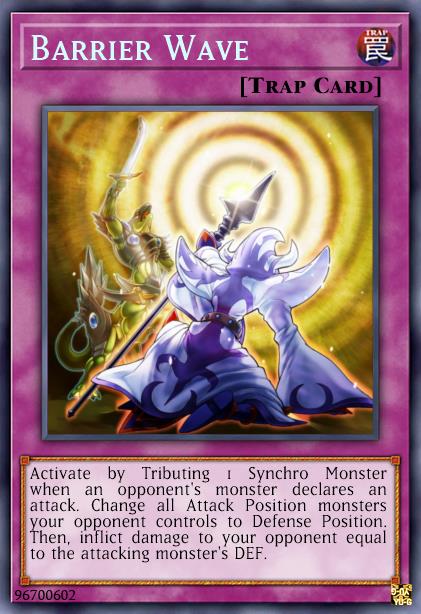 Barrier Wave
TRAP
罠
[Trap Card]
Activate by Tributing 1 Synchro Monster
when an opponent's monster declares an
attack. Change all Attack Position monsters
your opponent controls to Defense Position.
Then, inflict damage to your opponent equal
to the attacking monster's DEF.
96700602